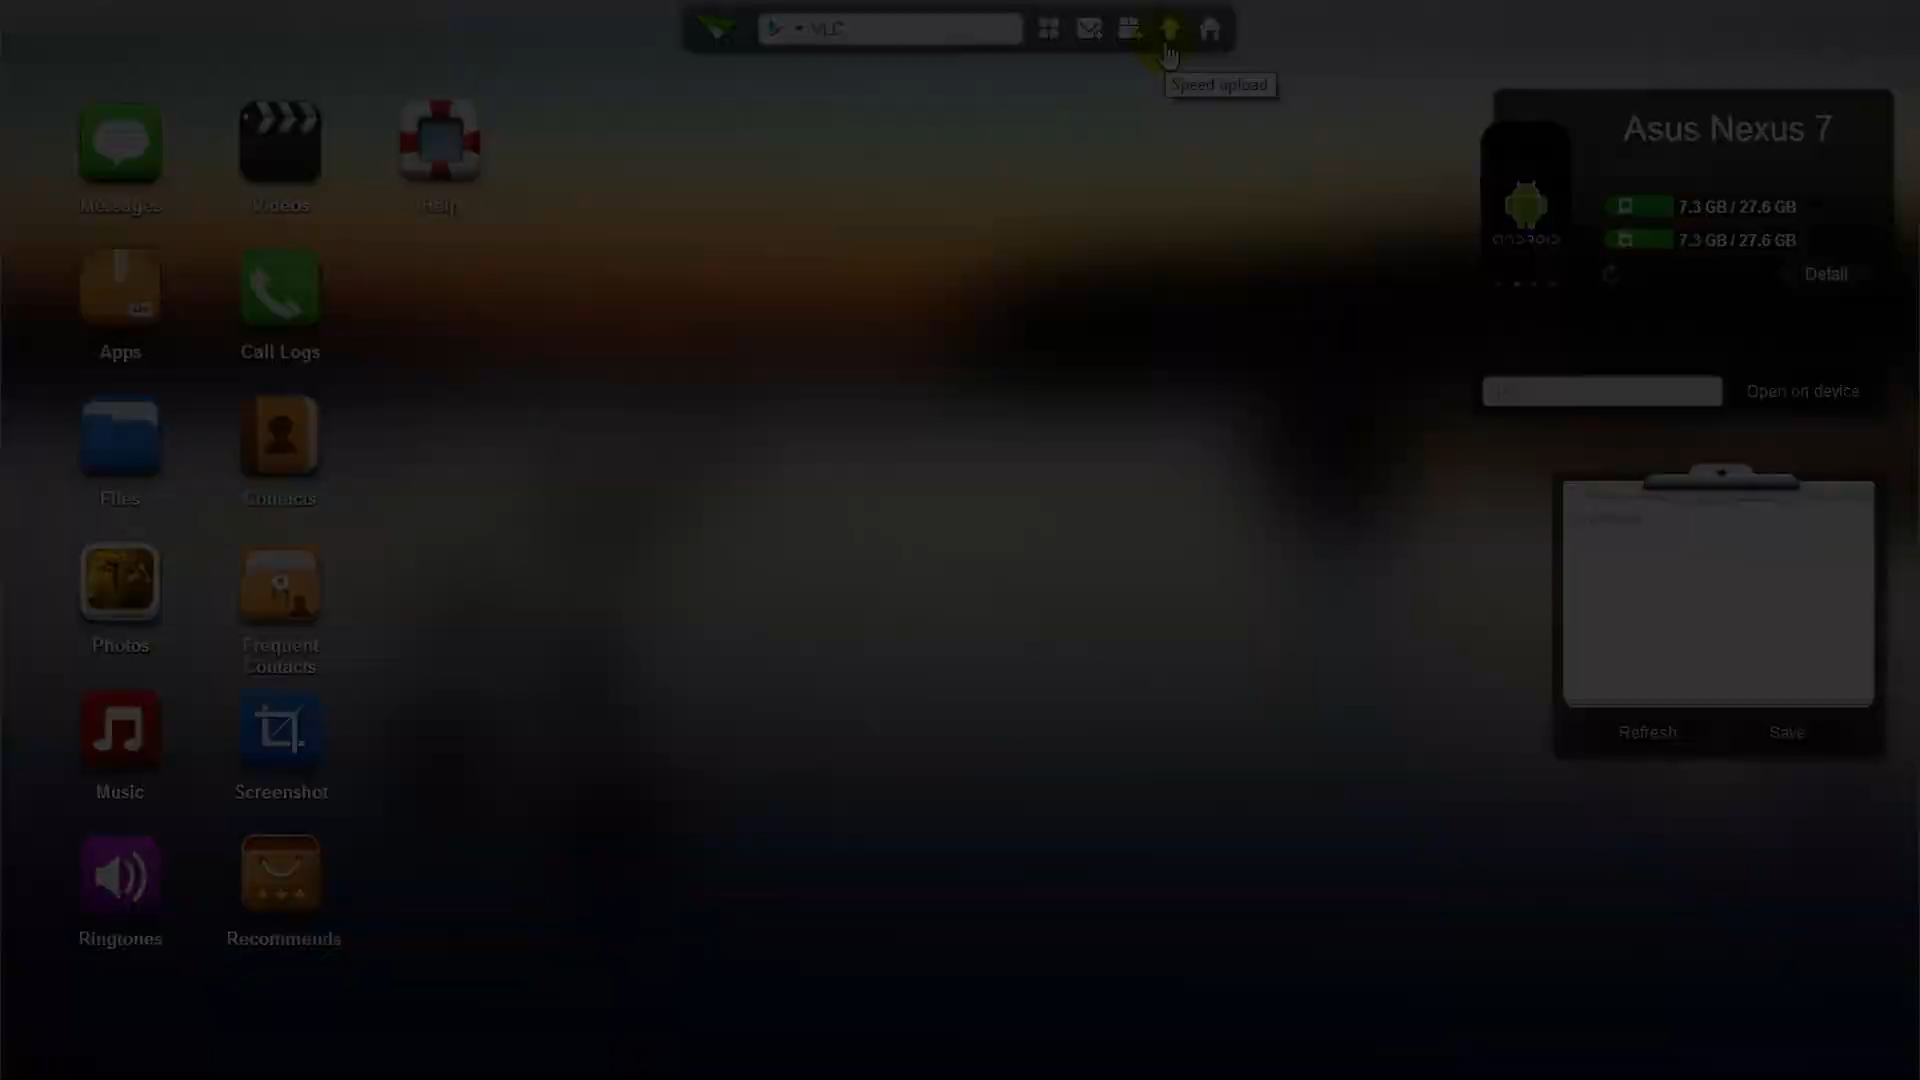 VLC
Speed upload
Asus Nexus 7
Messages
Videos
Help
7.3 GB / 27.6 GB
ANDROID
7.3 GB / 27.6 GB
Detail
Apps
Call Logs
Open on device
Files
Contacts
Photos
Frequent
Contacts
Refresh
Save
Music
Screenshot
Ringtones
Recommends